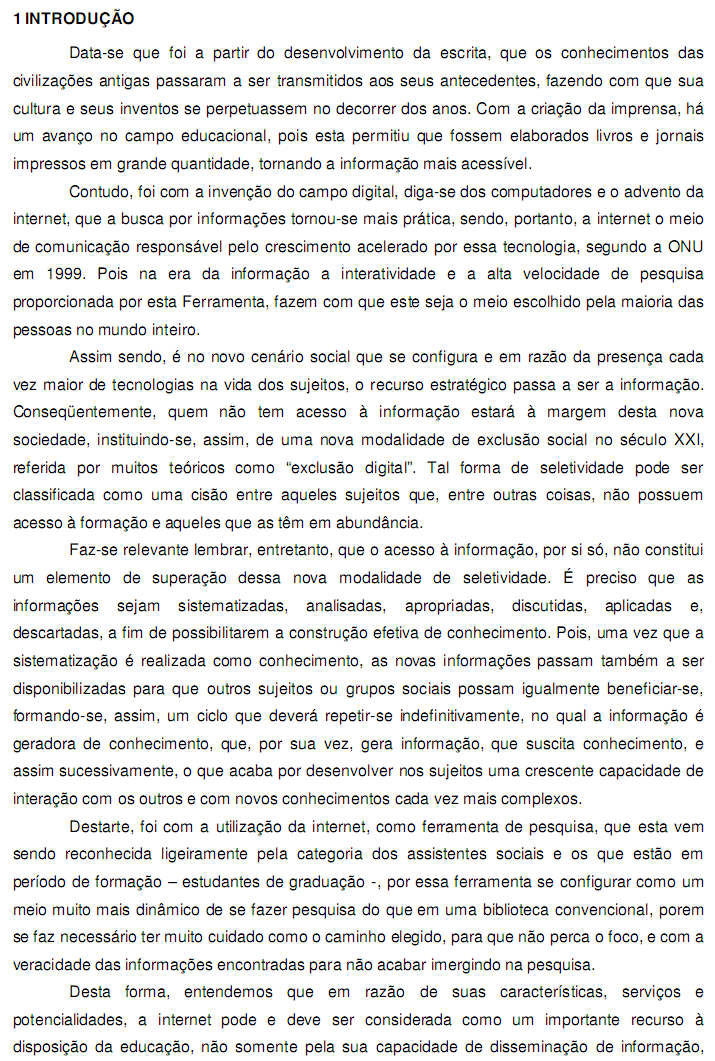 1 INTRODUÇÃO
Data-se que foi a partir do desenvolvimento da escrita, que os conhecimentos das
civilizações antigas passaram a ser transmitidos aos seus antecedentes, fazendo com que sua
cultura e seus inventos se perpetuassem no decorrer dos anos. Com a criação da imprensa, há
um avanço no campo educacional, pois esta permitiu que fossem elaborados livros e jornais
impressos em grande quantidade, tornando a informação mais acessível.
Contudo, foi com a invenção do campo digital, diga-se dos computadores e o advento da
internet, que a busca por informações tornou-se mais prática, sendo, portanto, a internet o meio
de comunicação responsável pelo crescimento acelerado por essa tecnologia, segundo a ONU
em 1999. Pois na era da informação a interatividade e a alta velocidade de pesquisa
proporcionada por esta Ferramenta, fazem com que este seja o meio escolhido pela maioria das
pessoas no mundo inteiro.
Assim sendo, é no novo cenário social que se configura e em razão da presença cada
vez maior de tecnologias na vida dos sujeitos, o recurso estratégico passa a ser a informação.
Conseqüentemente, quem não tem acesso à informação estará à margem desta nova
sociedade, instituindo-se, assim, de uma nova modalidade de exclusão social no século XXI,
referida por muitos teóricos como “exclusão digital”. Tal forma de seletividade pode ser
classificada como uma cisão entre aqueles sujeitos que, entre outras coisas, não possuem
acesso à formação e aqueles que as têm em abundância.
Faz-se relevante lembrar, entretanto, que o acesso à informação, por si só, não constitui
um elemento de superação dessa nova modalidade de seletividade. É preciso que as
informações sejam sistematizadas, analisadas, apropriadas, discutidas, aplicadas e,
descartadas, a fim de possibilitarem a construção efetiva de conhecimento. Pois, uma vez que a
sistematização é realizada como conhecimento, as novas informações passam também a ser
disponibilizadas para que outros sujeitos ou grupos sociais possam igualmente beneficiar-se,
formando-se, assim, um ciclo que deverá repetir-se indefinitivamente, no qual a informação é
geradora de conhecimento, que, por sua vez, gera informação, que suscita conhecimento, e
assim sucessivamente, o que acaba por desenvolver nos sujeitos uma crescente capacidade de
interação com os outros e com novos conhecimentos cada vez mais complexos.
Destarte, foi com a utilização da internet, como ferramenta de pesquisa, que esta vem
sendo reconhecida ligeiramente pela categoria dos assistentes sociais e os que estão em
período de formação – estudantes de graduação -, por essa ferramenta se configurar como um
meio muito mais dinâmico de se fazer pesquisa do que em uma biblioteca convencional, porem
se faz necessário ter muito cuidado como o caminho elegido, para que não perca o foco, e com a
veracidade das informações encontradas para não acabar imergindo na pesquisa.
Desta forma, entendemos que em razão de suas características, serviços e
potencialidades, a internet pode e deve ser considerada como um importante recurso à
disposição da educação, não somente pela sua capacidade de disseminação de informação,